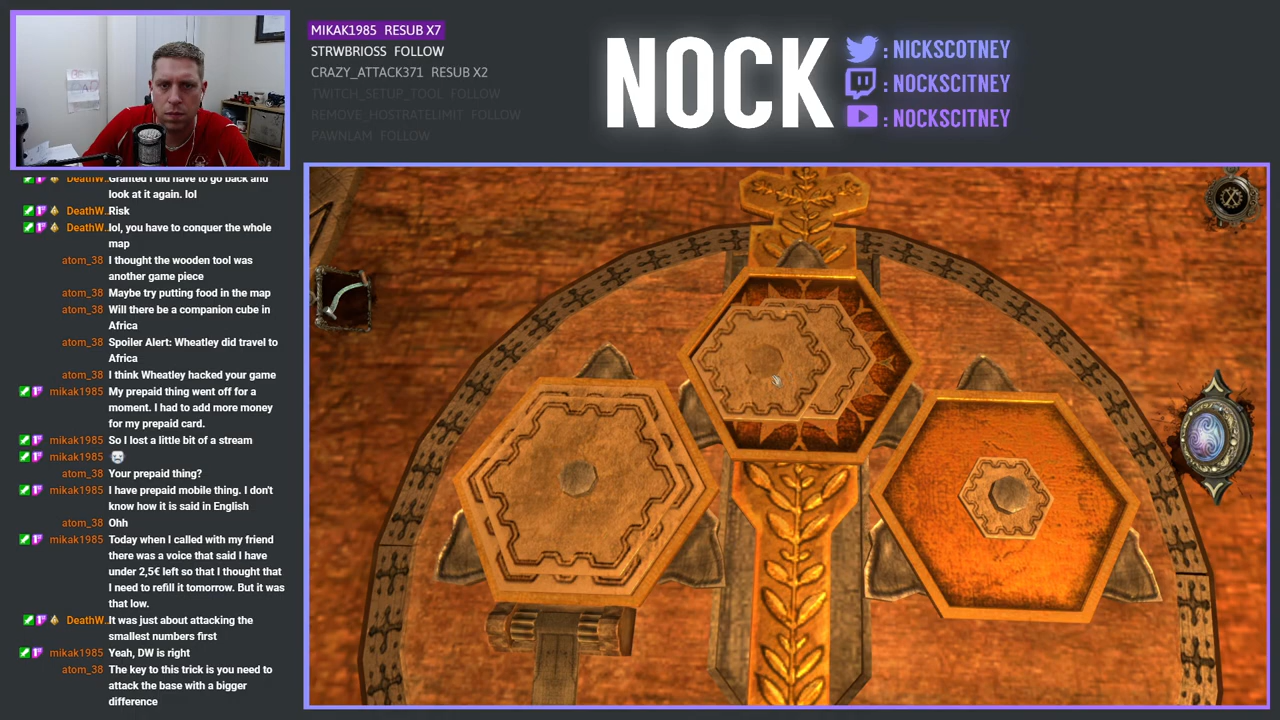 MIKAK1985 RESUB X7
STRWBRIOSS FOLLOW
CRAZY_ATTACK371 RESUB X2
TWITCH_SETUP_TOOL FOLLOW
REMOVE_HOSTRATELIMIT FOLLOW
PAWNLAM FOLLOW
NOCK
: NICKSCOTNEY
: NOCKSCITNEY
: NOCKSCITNEY
DeathW.. Granted I did have to go back and
look at it again. lol
DeathW.. Risk
DeathW.. lol, you have to conquer the whole
map
atom_38 I thought the wooden tool was
another game piece
atom_38 Maybe try putting food in the map
atom_38 Will there be a companion cube in
Africa
atom_38 Spoiler Alert: Wheatley did travel to
Africa
atom_38 I think Wheatley hacked your game
mikak1985 My prepaid thing went off for a
moment. I had to add more money
for my prepaid card.
mikak1985 So I lost a little bit of a stream
mikak1985
atom_38 Your prepaid thing?
mikak1985 I have prepaid mobile thing. I don't
know how it is said in English
atom_38 Ohh
mikak1985 Today when I called with my friend
there was a voice that said I have
under 2,5€ left so that I thought that
I need to refill it tomorrow. But it was
that low.
DeathW.. It was just about attacking the
smallest numbers first
mikak1985 Yeah, DW is right
atom_38 The key to this trick is you need to
attack the base with a bigger
difference